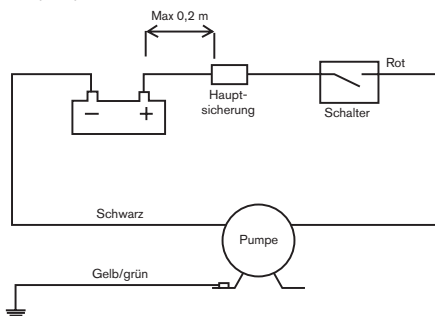 Max 0,2 m
Rot
Haupt-
sicherung
Schalter
− +
Schwarz
Pumpe
Gelb/grün